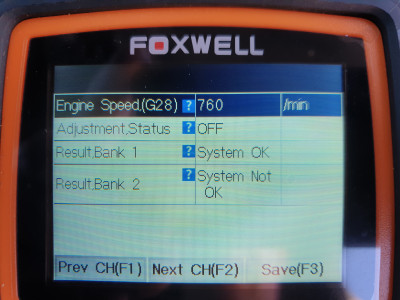 FOXWELL
Engine Speed.(G28) ? 760 /min
Adjustment,Status ? OFF
Result.Bank 1 ? System OK
Result.Bank 2 ? System Not
OK
Prev CH(F1) Next CH(F2) Save(F3)